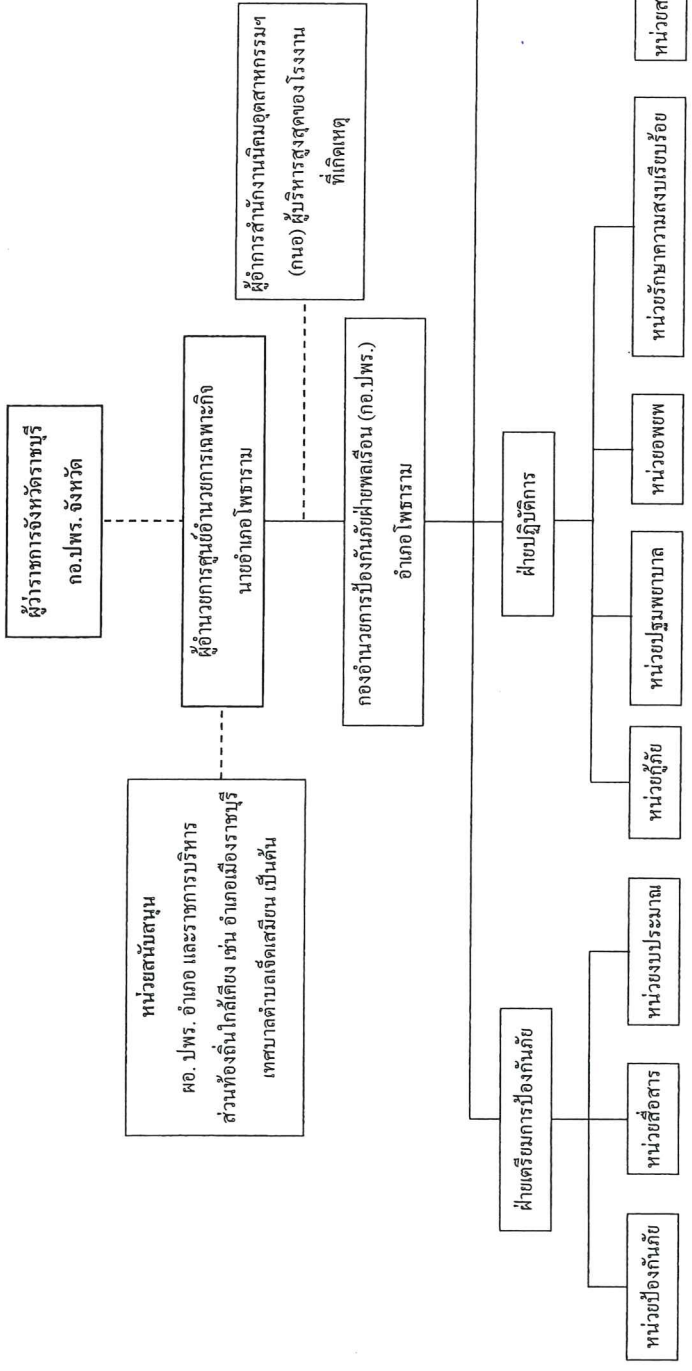 ผู้ว่าราชการจังหวัดราชบุรี
กอ.ปพร. จังหวัด
ผู้อำนวยการศูนย์อำนวยการเฉพาะกิจ
นายอำเภอโพธาราม
หน่วยสนับสนุน
ผอ. ปพร. อำเภอ และราชการบริหาร
ส่วนท้องถิ่นใกล้เคียง เช่น อำเภอเมืองราชบุรี
เทศบาลตำบลเจ็ดเสมียน เป็นต้น
ผู้อำการสำนักงานนิคมอุตสาหกรรมฯ
(กนอ) ผู้บริหารสูงสุดของโรงงาน
ที่เกิดเหตุ
กองอำนวยการป้องกันภัยฝ่ายพลเรือน (กอ.ปพร.)
อำเภอโพธาราม
ฝ่ายเตรียมการป้องกันภัย
ฝ่ายปฏิบัติการ
หน่วยป้องกันภัย
หน่วยสื่อสาร
หน่วยงบประมาณ
หน่วยกู้ภัย
หน่วยปฐมพยาบาล
หน่วยอพยพ
หน่วยรักษาความสงบเรียบร้อย
หน่วยส